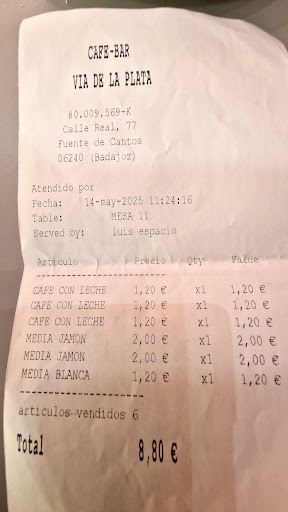 CAFE-BAR
VIA DE LA PLATA
80.009.569-K
Calle Real, 77
Fuente de Cantos
06240 (Badajoz)
Atendido por
Fecha: 14-may-2025 11:24:16
Table: MESA 11
Served by: luis espacio
Artículo Precio Qty Value
CAFE CON LECHE 1,20 € x1 1,20 €
CAFE CON LECHE 1,20 € x1 1,20 €
CAFE CON LECHE 1,20 € x1 1,20 €
MEDIA JAMON 2,00 € x1 2,00 €
MEDIA JAMON 2,00 € x1 2,00 €
MEDIA BLANCA 1,20 € x1 1,20 €
artículos vendidos 6
Total 8,80 €